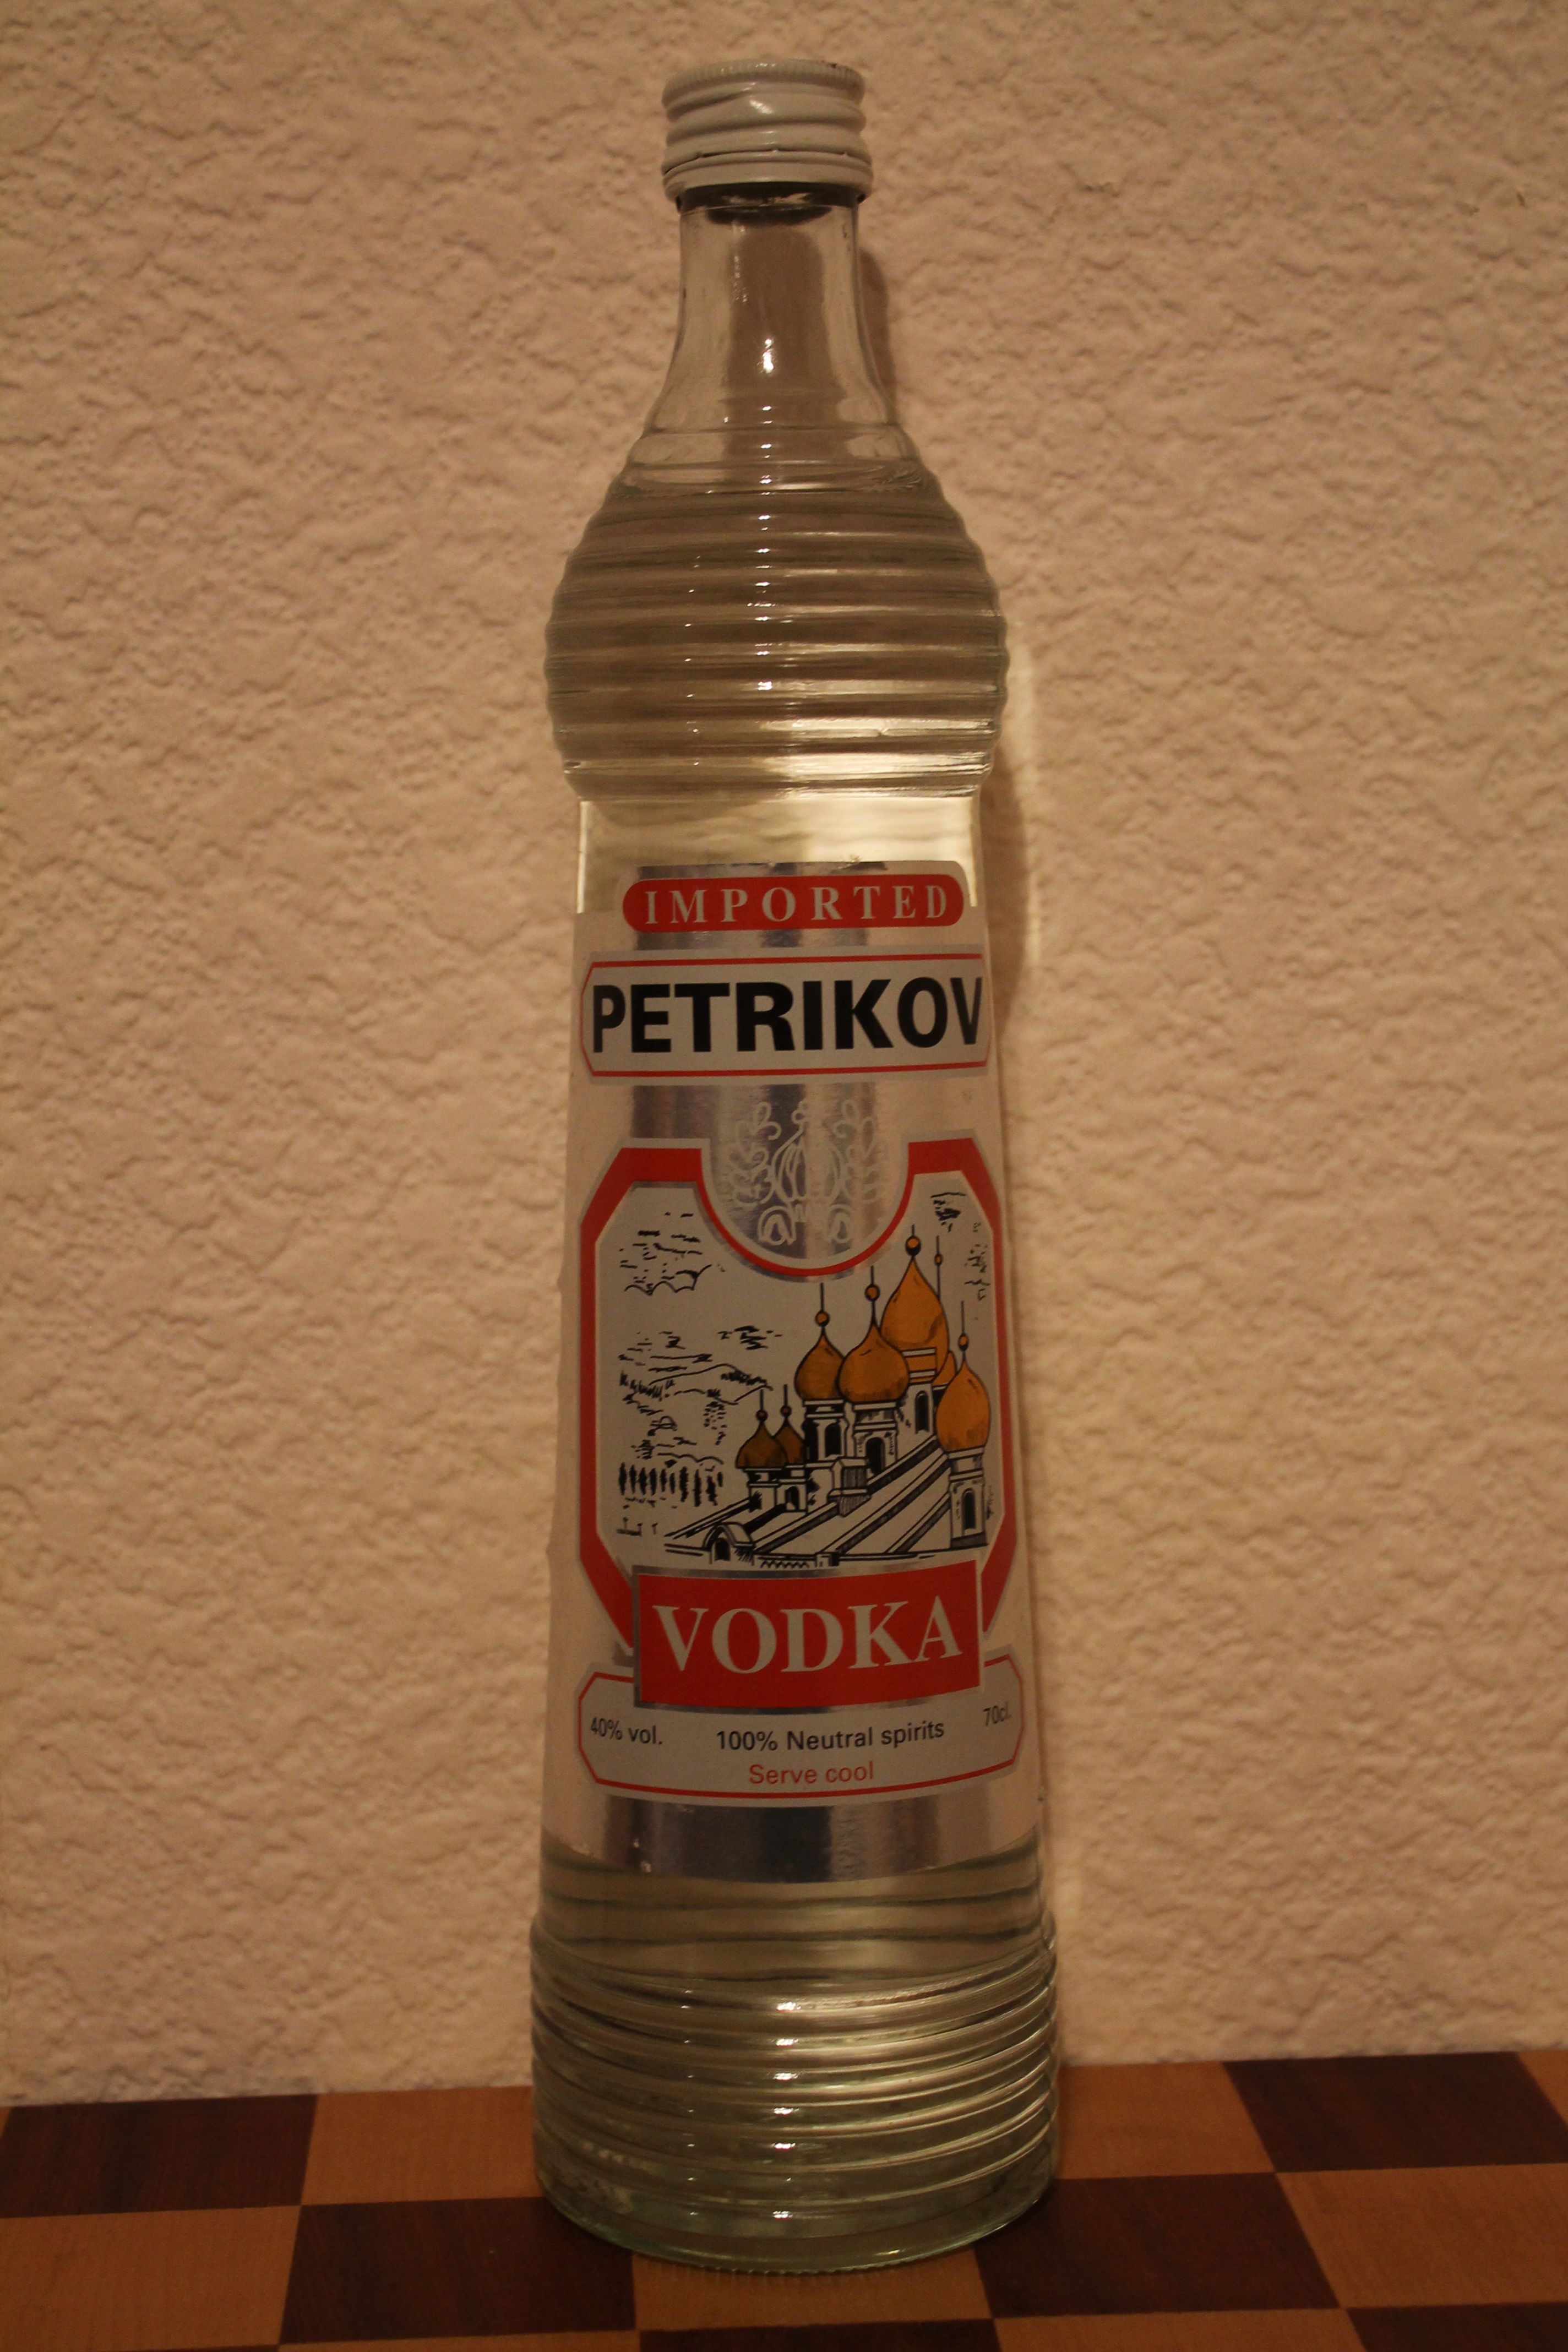 IMPORTED
PETRIKOV
VODKA
40% vol. 100% Neutral spirits 70cl.
Serve cool